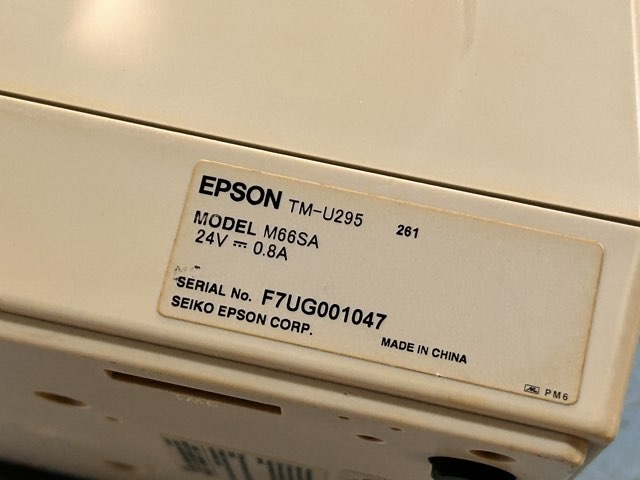 EPSON TM-U295 261
MODEL M66SA
24V ⎓ 0.8A
SERIAL No. F7UG001047
SEIKO EPSON CORP.
MADE IN CHINA
PM6